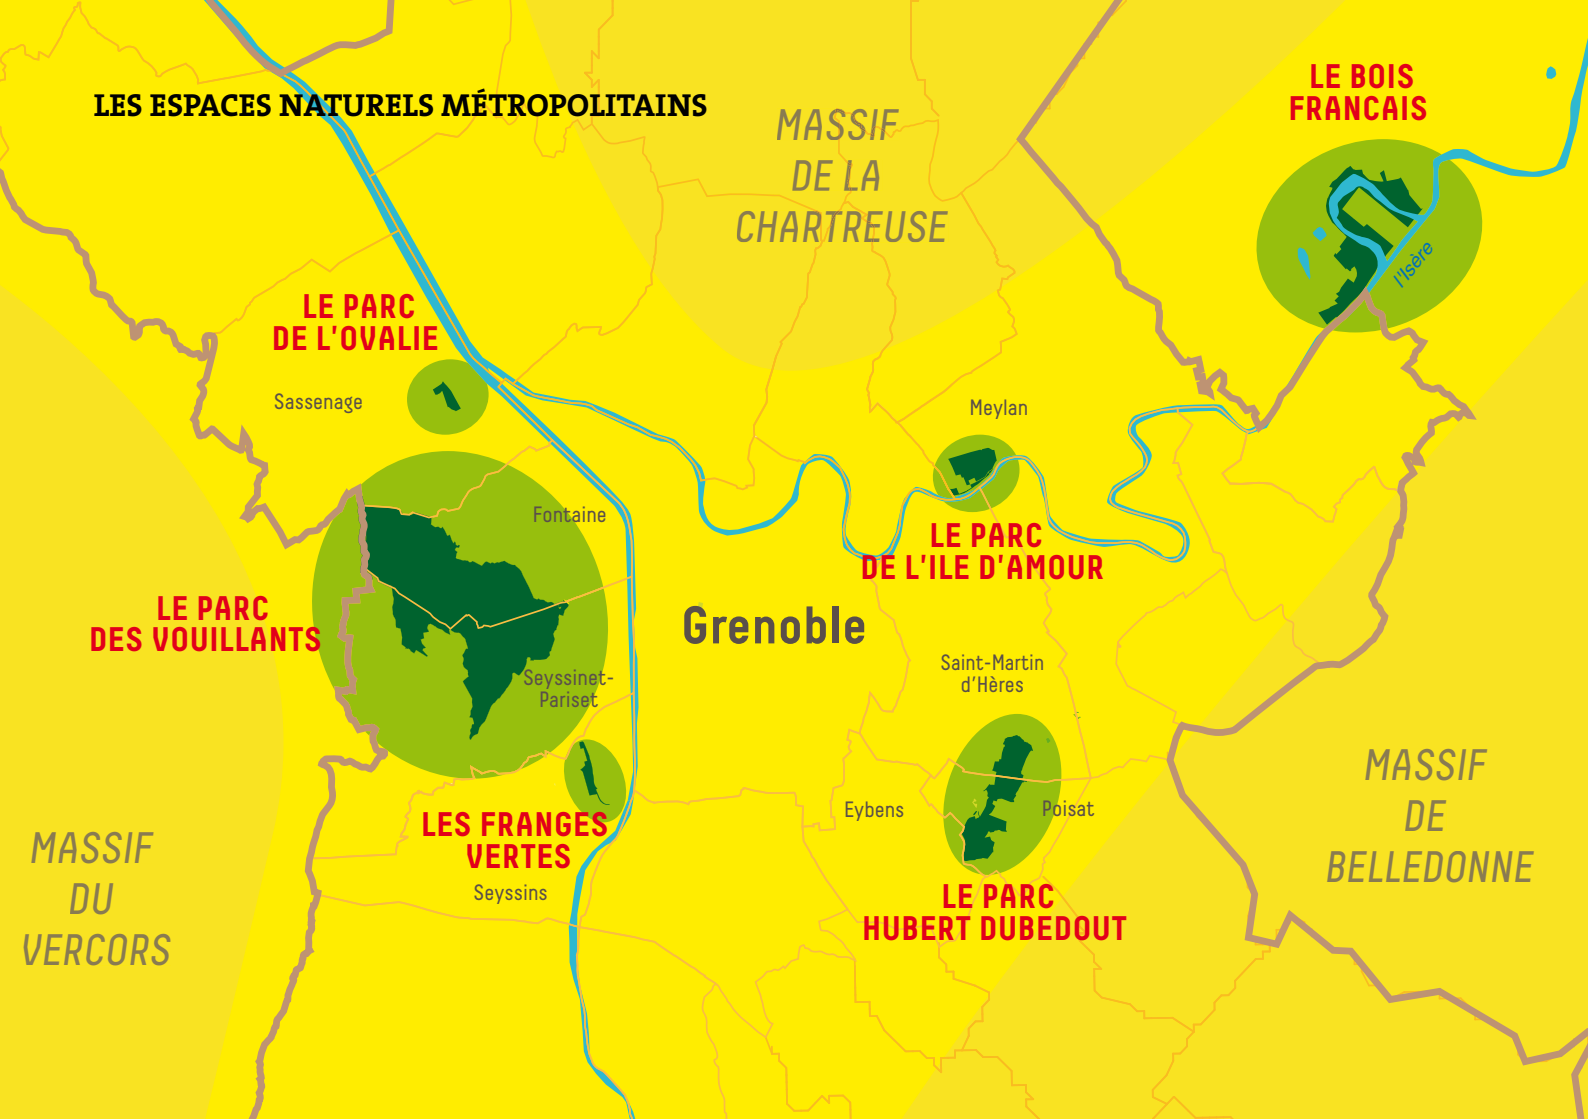 LES ESPACES NATURELS MÉTROPOLITAINS
LE BOIS
FRANCAIS
MASSIF
DE LA
CHARTREUSE
l'Isère
LE PARC
DE L'OVALIE
Sassenage
Meylan
Fontaine
LE PARC
DE L'ILE D'AMOUR
LE PARC
DES VOUILLANTS
Grenoble
Seyssinet-
Pariset
Saint-Martin
d'Hères
MASSIF
DE
BELLEDONNE
Eybens
Poisat
LES FRANGES
VERTES
Seyssins
MASSIF
DU
VERCORS
LE PARC
HUBERT DUBEDOUT